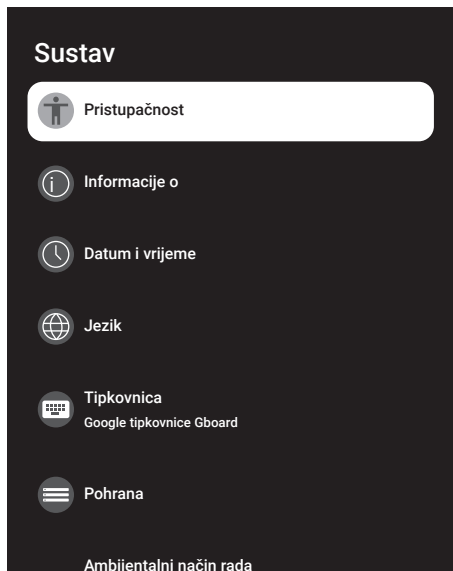 Sustav
Pristupačnost
Informacije o
Datum i vrijeme
Jezik
Tipkovnica
Google tipkovnice Gboard
Pohrana
Ambijentalni način rada